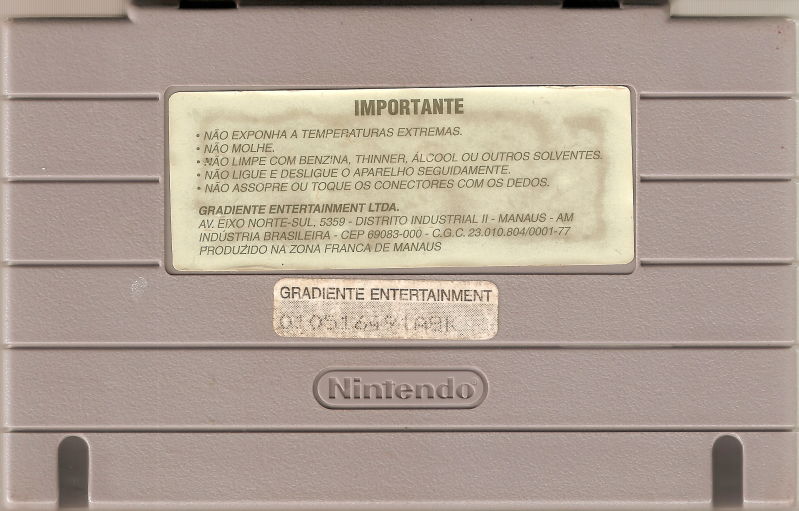 IMPORTANTE
• NÃO EXPONHA A TEMPERATURAS EXTREMAS.
• NÃO MOLHE.
• NÃO LIMPE COM BENZINA, THINNER, ÁLCOOL OU OUTROS SOLVENTES.
• NÃO LIGUE E DESLIGUE O APARELHO SEGUIDAMENTE.
• NÃO ASSOPRE OU TOQUE OS CONECTORES COM OS DEDOS.
GRADIENTE ENTERTAINMENT LTDA.
AV. EIXO NORTE-SUL, 5359 - DISTRITO INDUSTRIAL II - MANAUS - AM
INDÚSTRIA BRASILEIRA - CEP 69083-000 - C.G.C. 23.010.804/0001-77
PRODUZIDO NA ZONA FRANCA DE MANAUS
GRADIENTE ENTERTAINMENT
Nintendo